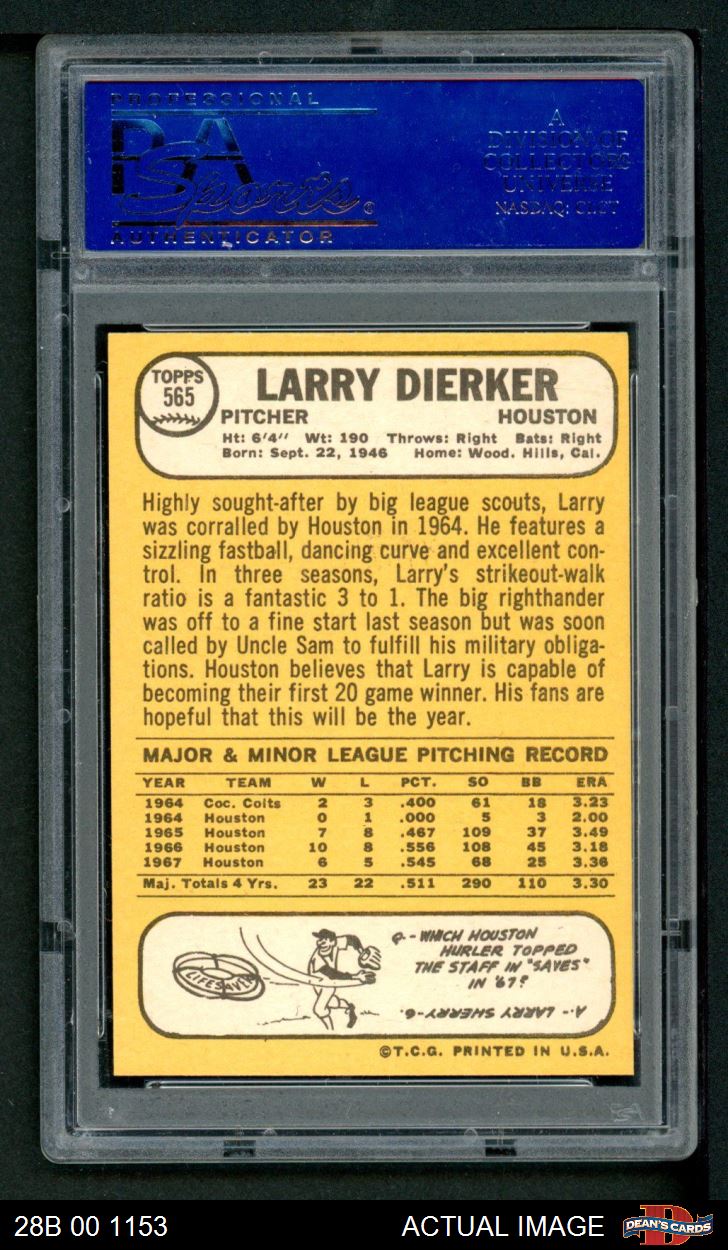 PROFESSIONAL
PSA
Sports
AUTHENTICATOR
A
DIVISION OF
COLLECTORS
UNIVERSE
NASDAQ: CLCT
TOPPS
565
LARRY DIERKER
PITCHER HOUSTON
Ht: 6'4" Wt: 190 Throws: Right Bats: Right
Born: Sept. 22, 1946 Home: Wood. Hills, Cal.
Highly sought-after by big league scouts, Larry
was corralled by Houston in 1964. He features a
sizzling fastball, dancing curve and excellent con-
trol. In three seasons, Larry's strikeout-walk
ratio is a fantastic 3 to 1. The big righthander
was off to a fine start last season but was soon
called by Uncle Sam to fulfill his military obliga-
tions. Houston believes that Larry is capable of
becoming their first 20 game winner. His fans are
hopeful that this will be the year.
MAJOR & MINOR LEAGUE PITCHING RECORD
YEAR TEAM W L PCT. SO BB ERA
1964 Coc. Colts 2 3 .400 61 18 3.23
1964 Houston 0 1 .000 5 3 2.00
1965 Houston 7 8 .467 109 37 3.49
1966 Houston 10 8 .556 108 45 3.18
1967 Houston 6 5 .545 68 25 3.36
Maj. Totals 4 Yrs. 23 22 .511 290 110 3.30
LIFESAVER
Q.-WHICH HOUSTON
HURLER TOPPED
THE STAFF IN "SAVES"
IN '67?
A.-LARRY SHERRY-6.
©T.C.G. PRINTED IN U.S.A.
28B 00 1153 ACTUAL IMAGE
D
DEAN'S CARDS